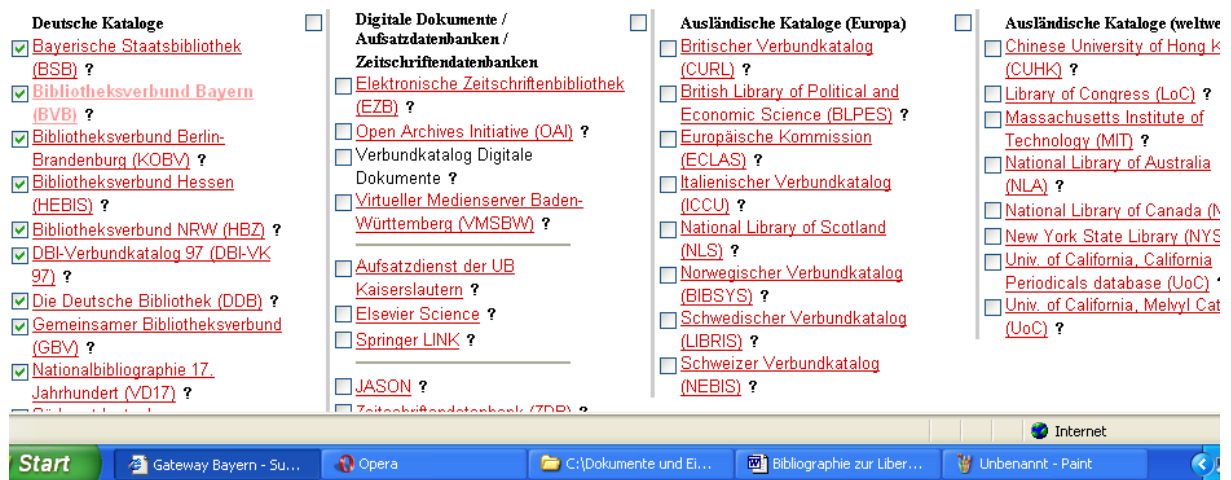 Deutsche Kataloge
Bayerische Staatsbibliothek
(BSB) ?
Bibliotheksverbund Bayern
(BVB) ?
Bibliotheksverbund Berlin-
Brandenburg (KOBV) ?
Bibliotheksverbund Hessen
(HEBIS) ?
Bibliotheksverbund NRW (HBZ) ?
DBI-Verbundkatalog 97 (DBI-VK
97) ?
Die Deutsche Bibliothek (DDB) ?
Gemeinsamer Bibliotheksverbund
(GBV) ?
Nationalbibliographie 17.
Jahrhundert (VD17) ?
Digitale Dokumente /
Aufsatzdatenbanken /
Zeitschriftendatenbanken
Elektronische Zeitschriftenbibliothek
(EZB) ?
Open Archives Initiative (OAI) ?
Verbundkatalog Digitale
Dokumente ?
Virtueller Medienserver Baden-
Württemberg (VMSBW) ?
Aufsatzdienst der UB
Kaiserslautern ?
Elsevier Science ?
Springer LINK ?
JASON ?
Zeitschriftendatenbank (ZDB) ?
Ausländische Kataloge (Europa)
Britischer Verbundkatalog
(CURL) ?
British Library of Political and
Economic Science (BLPES) ?
Europäische Kommission
(ECLAS) ?
Italienischer Verbundkatalog
(ICCU) ?
National Library of Scotland
(NLS) ?
Norwegischer Verbundkatalog
(BIBSYS) ?
Schwedischer Verbundkatalog
(LIBRIS) ?
Schweizer Verbundkatalog
(NEBIS) ?
Ausländische Kataloge (weltwe
Chinese University of Hong K
(CUHK) ?
Library of Congress (LoC) ?
Massachusetts Institute of
Technology (MIT) ?
National Library of Australia
(NLA) ?
National Library of Canada (N
New York State Library (NYS
Univ. of California, California
Periodicals database (UoC) ?
Univ. of California, Melvyl Cat
(UoC) ?
Internet
Start
Gateway Bayern - Su...
Opera
C:\Dokumente und Ei...
Bibliographie zur Liber...
Unbenannt - Paint